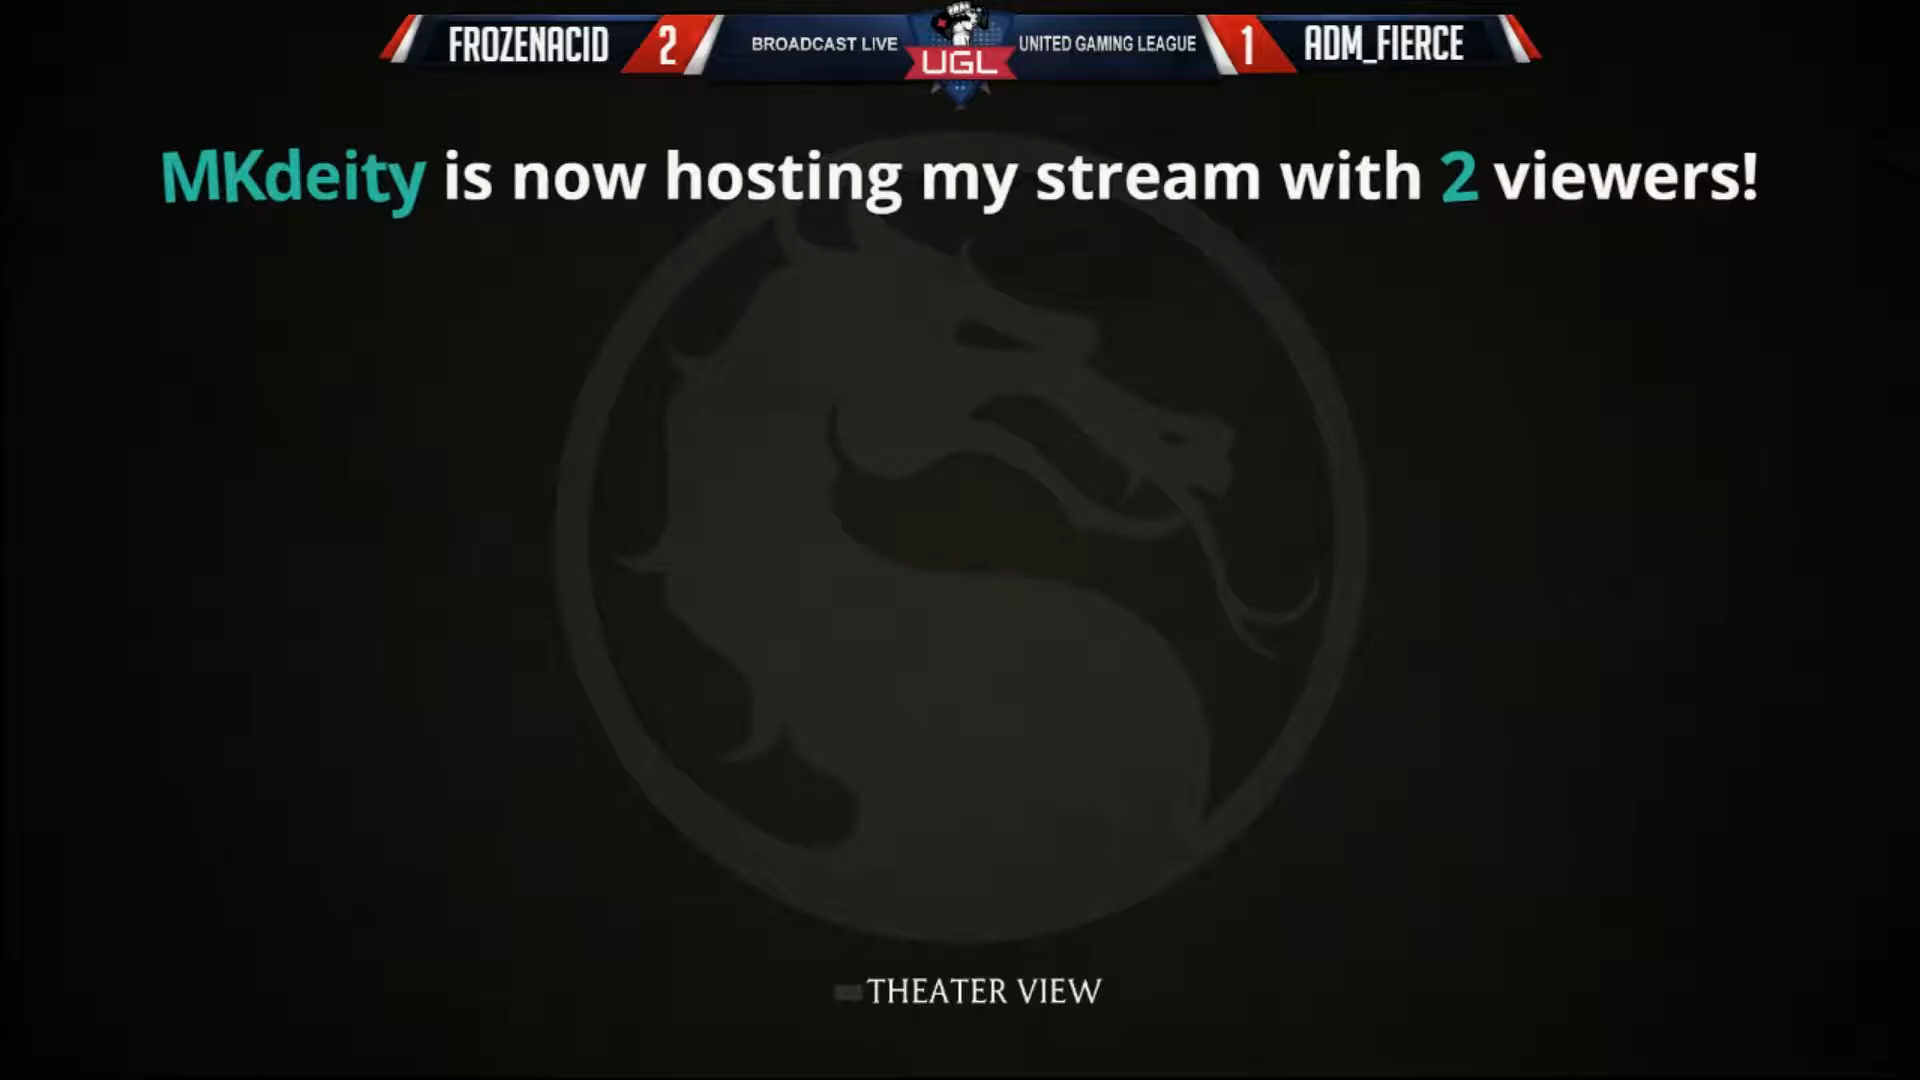 FROZENACID 2 BROADCAST LIVE UGL UNITED GAMING LEAGUE 1 ADM_FIERCE
MKdeity is now hosting my stream with 2 viewers!
THEATER VIEW